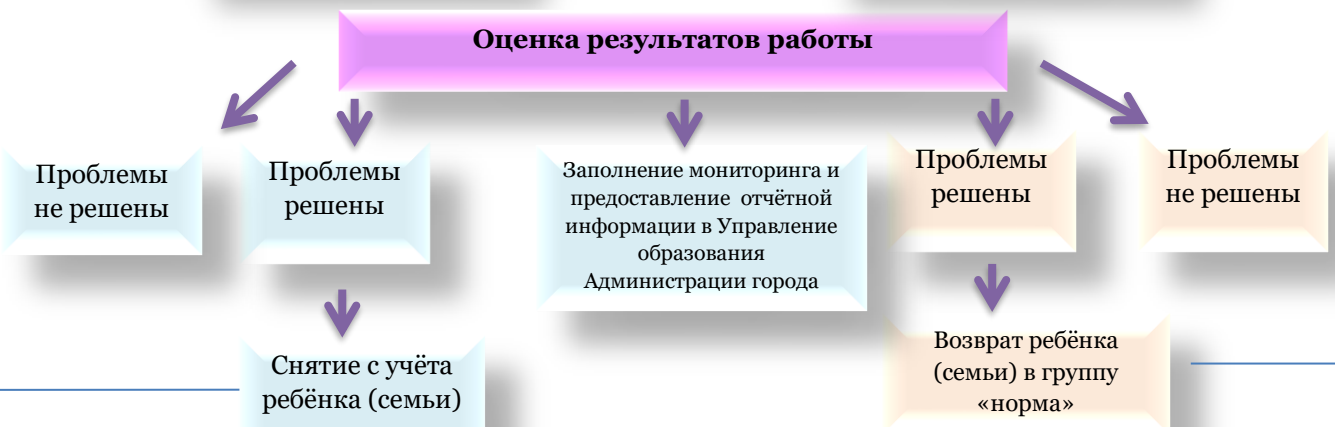 Оценка результатов работы
Проблемы
не решены
Проблемы
решены
Заполнение мониторинга и
предоставление отчётной
информации в Управление
образования
Администрации города
Проблемы
решены
Проблемы
не решены
Снятие с учёта
ребёнка (семьи)
Возврат ребёнка
(семьи) в группу
«норма»